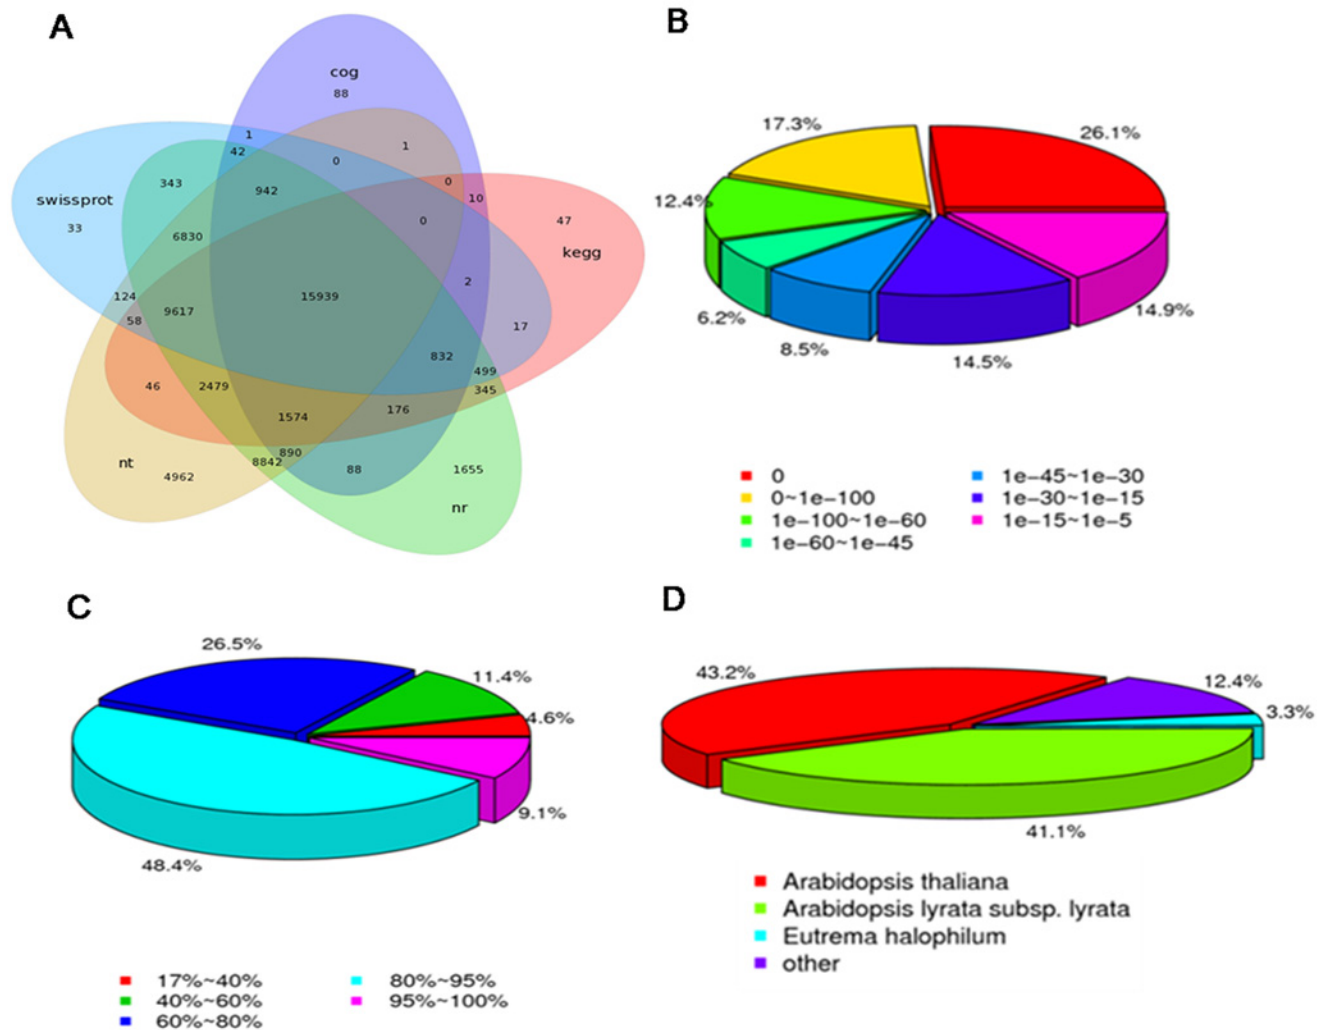 A
cog
88
1
42
1
0
343
942
0
10
swissprot
33
0
47
kegg
6830
2
124
58
9617
15939
17
832
499
345
46
2479
176
1574
890
8842
88
1655
nt
4962
nr
B
17.3%
26.1%
12.4%
6.2%
8.5%
14.5%
14.9%
0
0~1e−100
1e−100~1e−60
1e−60~1e−45
1e−45~1e−30
1e−30~1e−15
1e−15~1e−5
C
26.5%
11.4%
4.6%
9.1%
48.4%
17%~40%
40%~60%
60%~80%
80%~95%
95%~100%
D
43.2%
12.4%
3.3%
41.1%
Arabidopsis thaliana
Arabidopsis lyrata subsp. lyrata
Eutrema halophilum
other